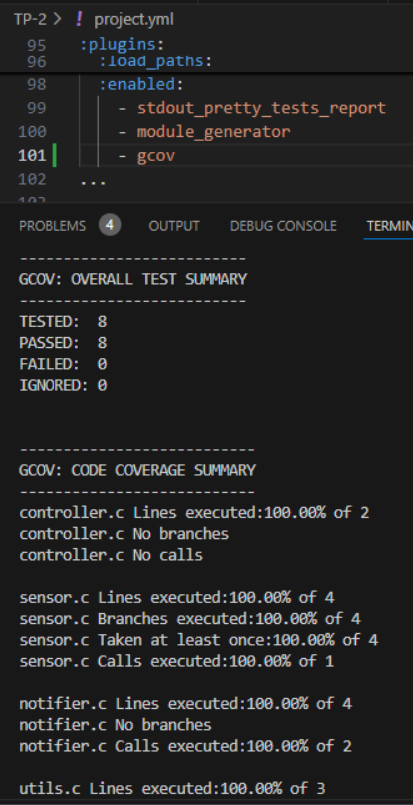 TP-2 > ! project.yml
95 :plugins:
96 :load_paths:
98 :enabled:
99 - stdout_pretty_tests_report
100 - module_generator
101 - gcov
102 ...
PROBLEMS 4 OUTPUT DEBUG CONSOLE TERMIN
-------------------------
GCOV: OVERALL TEST SUMMARY
-------------------------
TESTED: 8
PASSED: 8
FAILED: 0
IGNORED: 0
--------------------------
GCOV: CODE COVERAGE SUMMARY
--------------------------
controller.c Lines executed:100.00% of 2
controller.c No branches
controller.c No calls
sensor.c Lines executed:100.00% of 4
sensor.c Branches executed:100.00% of 4
sensor.c Taken at least once:100.00% of 4
sensor.c Calls executed:100.00% of 1
notifier.c Lines executed:100.00% of 4
notifier.c No branches
notifier.c Calls executed:100.00% of 2
utils.c Lines executed:100.00% of 3